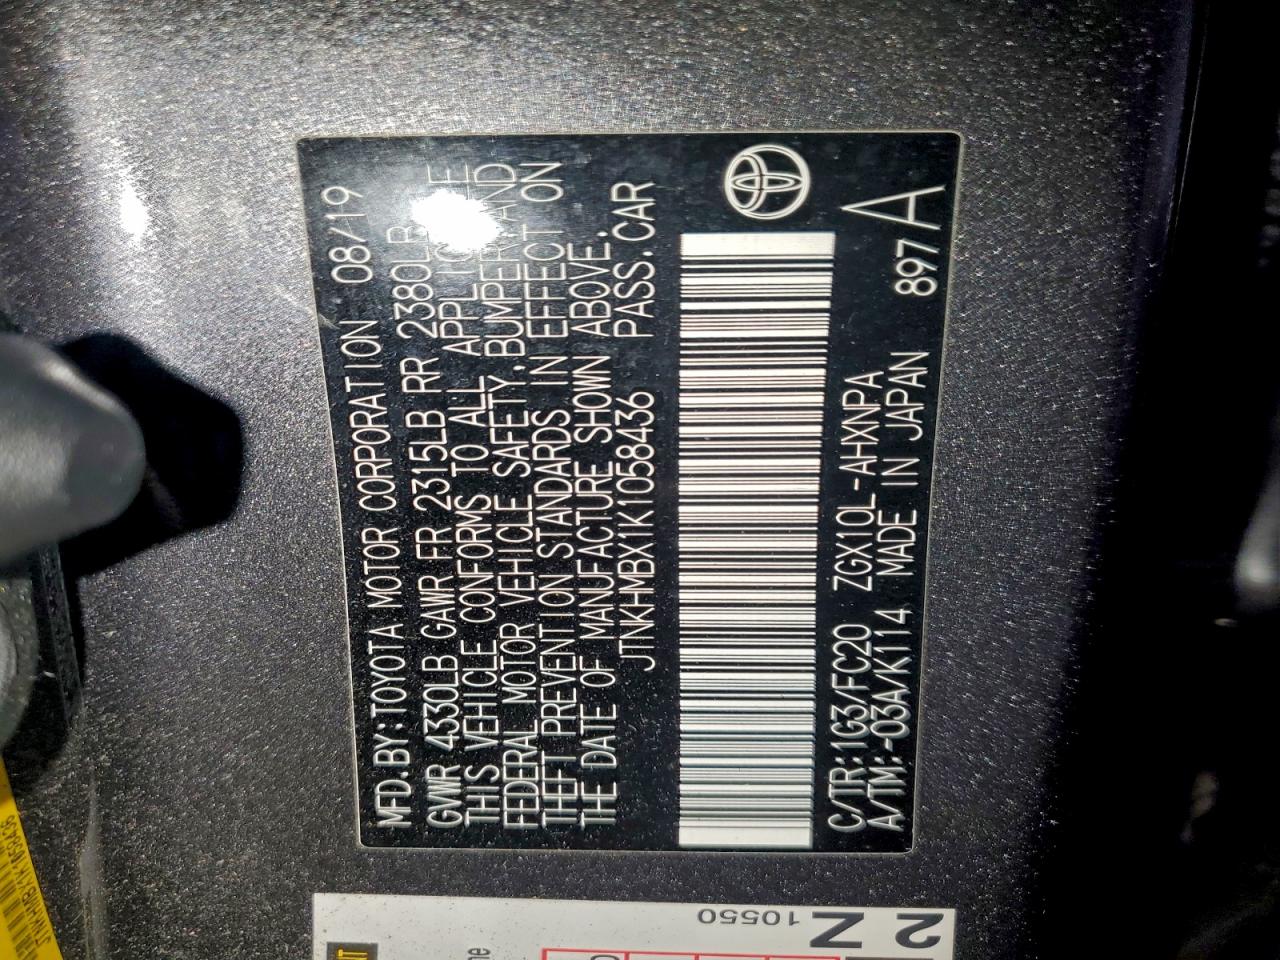 MFD.BY:TOYOTA MOTOR CORPORATION 08/19
GVWR 4330LB GAWR FR 2315LB RR 2380LB
THIS VEHICLE CONFORMS TO ALL APPLICABLE
FEDERAL MOTOR VEHICLE SAFETY,BUMPER AND
THEFT PREVENTION STANDARDS IN EFFECT ON
THE DATE OF MANUFACTURE SHOWN ABOVE.
JTNKHMBX1K1058436 PASS.CAR
C/TR:1G3/FC20 ZGX10L-AHXNPA
A/TM:-03A/K114 MADE IN JAPAN
897A
2
N
10550
JTNKHMBX1K1058436